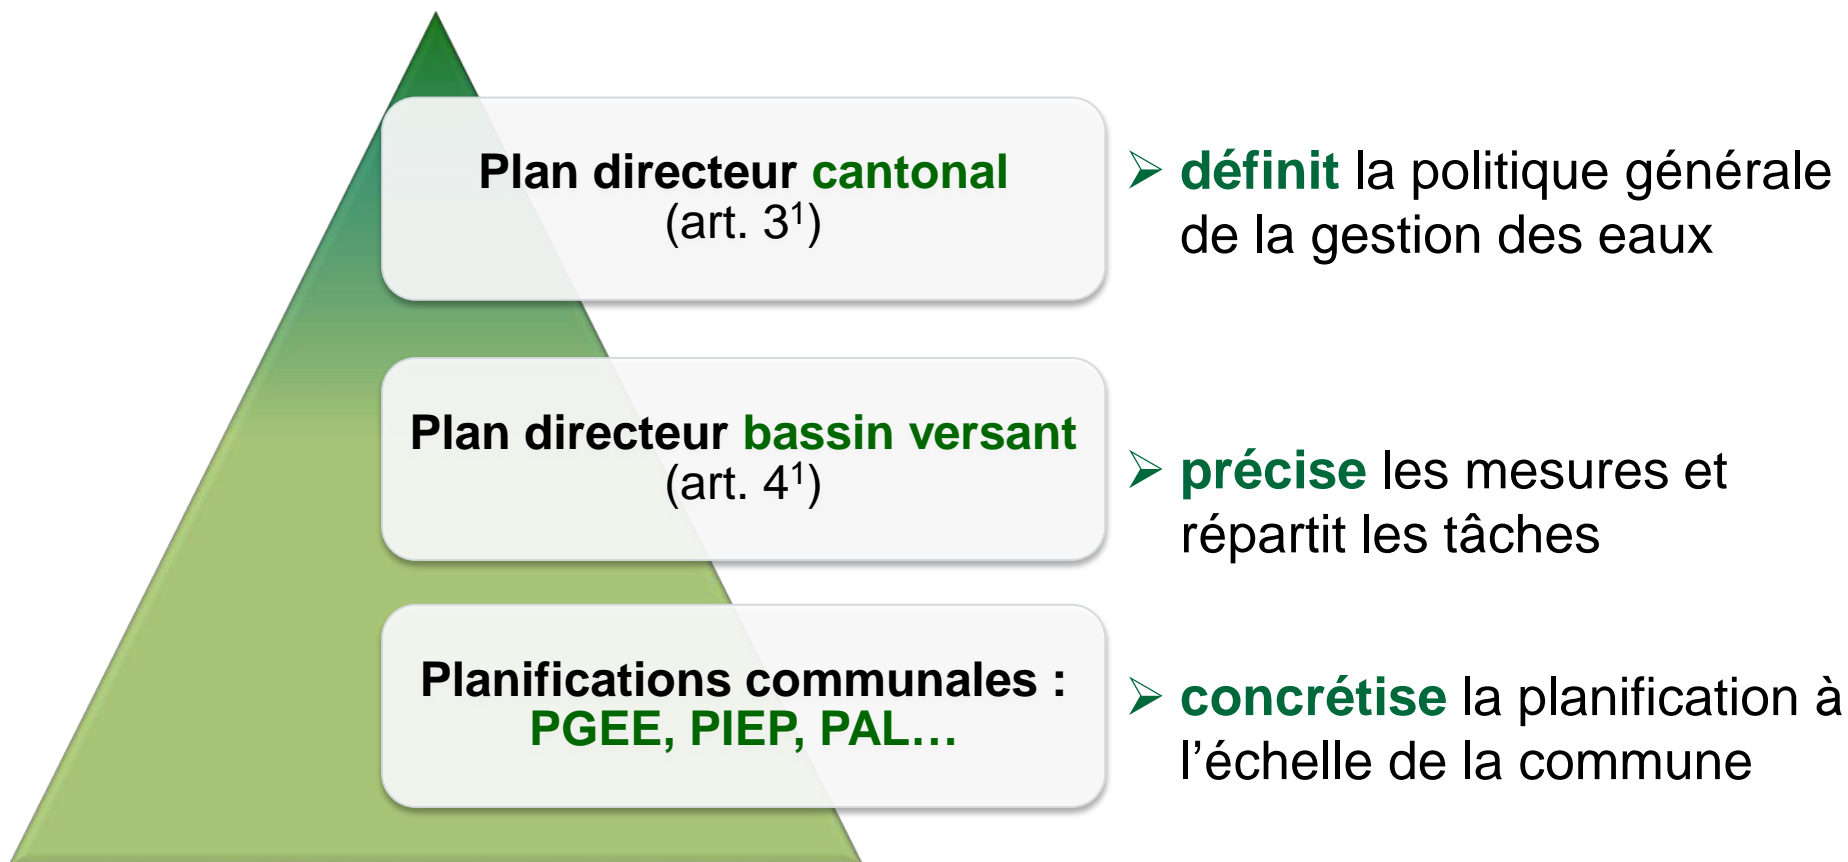 Plan directeur cantonal
(art. 3¹)
➢ définit la politique générale
de la gestion des eaux
Plan directeur bassin versant
(art. 4¹)
➢ précise les mesures et
répartit les tâches
Planifications communales :
PGEE, PIEP, PAL…
➢ concrétise la planification à
l’échelle de la commune